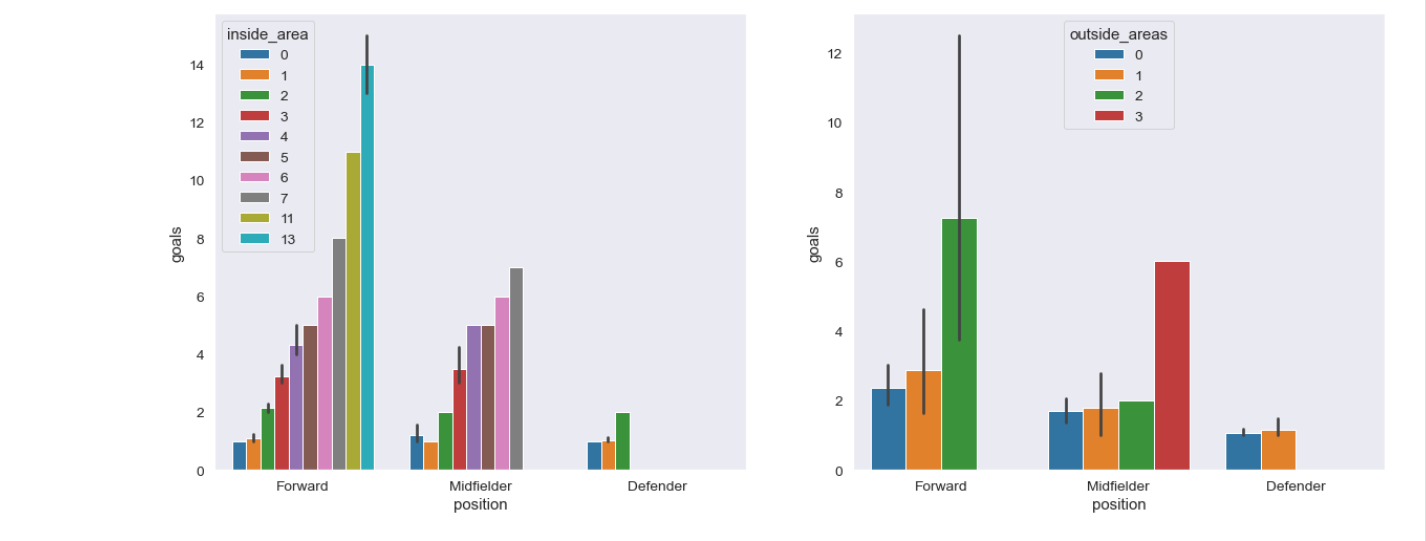 inside_area
0
1
2
3
4
5
6
7
11
13
14
12
10
8
6
4
2
0
goals
Forward
Midfielder
Defender
position
outside_areas
0
1
2
3
12
10
8
6
4
2
0
goals
Forward
Midfielder
Defender
position